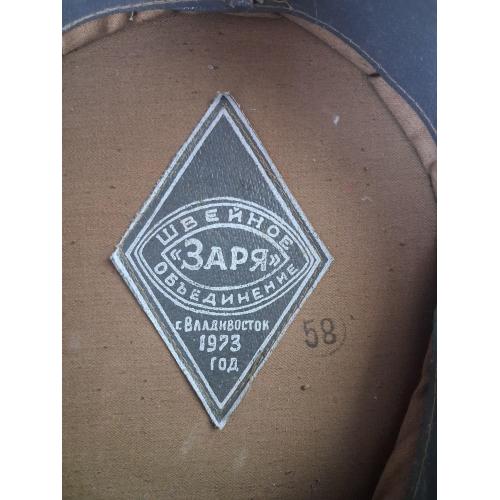 ШВЕЙНОЕ
«ЗАРЯ»
ОБЪЕДИНЕНИЕ
г. ВЛАДИВОСТОК
1973
ГОД
58